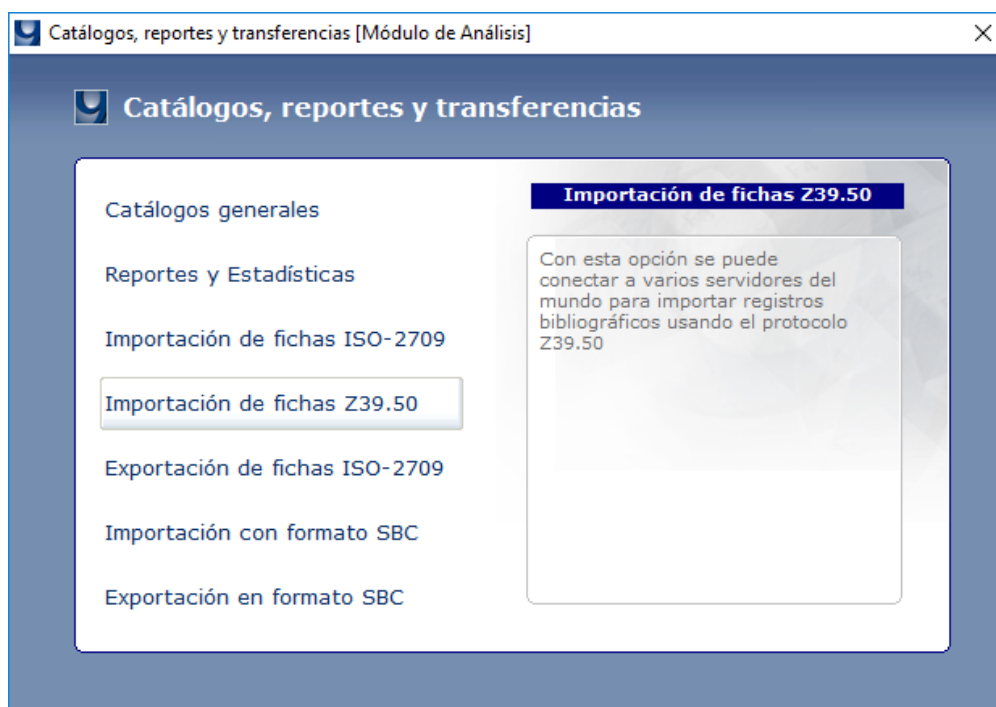 Catálogos, reportes y transferencias [Módulo de Análisis]
Catálogos, reportes y transferencias
Catálogos generales
Reportes y Estadísticas
Importación de fichas ISO-2709
Importación de fichas Z39.50
Exportación de fichas ISO-2709
Importación con formato SBC
Exportación en formato SBC
Importación de fichas Z39.50
Con esta opción se puede
conectar a varios servidores del
mundo para importar registros
bibliográficos usando el protocolo
Z39.50